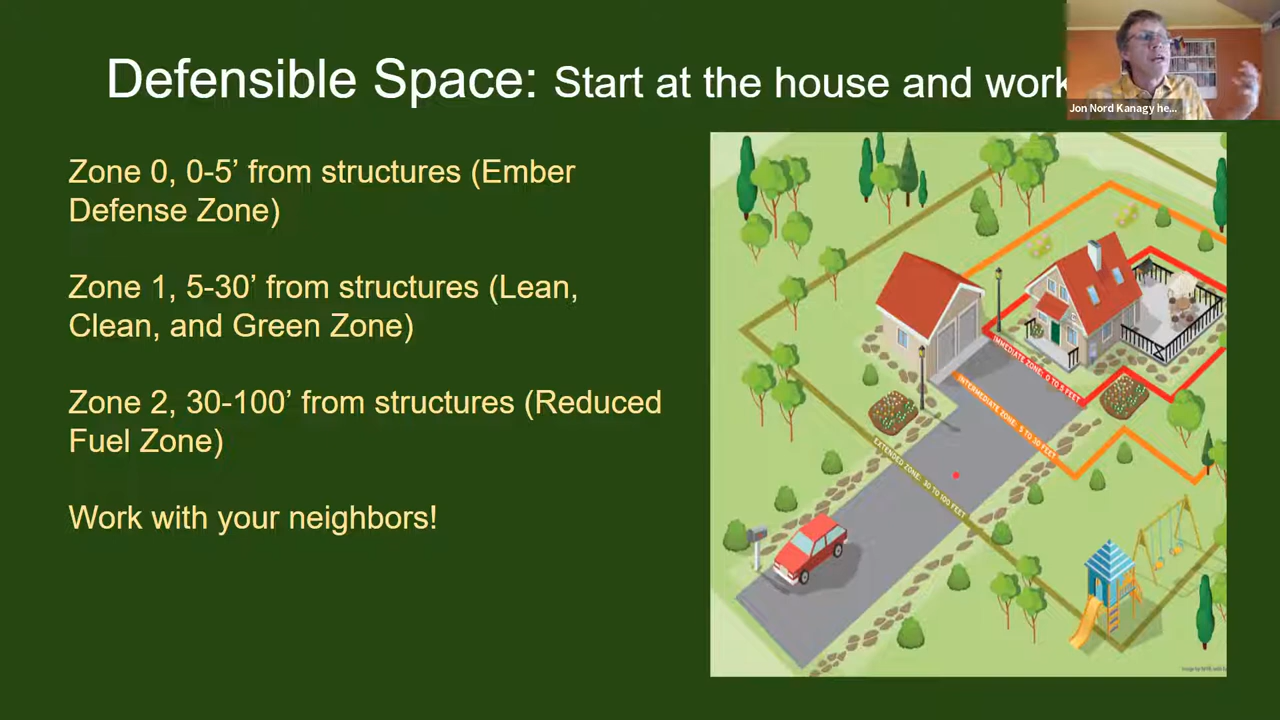 Defensible Space: Start at the house and work
Jon Nord Kanagy he...
Zone 0, 0-5’ from structures (Ember
Defense Zone)
Zone 1, 5-30’ from structures (Lean,
Clean, and Green Zone)
Zone 2, 30-100’ from structures (Reduced
Fuel Zone)
Work with your neighbors!
IMMEDIATE ZONE: 0 TO 5 FEET
INTERMEDIATE ZONE: 5 TO 30 FEET
EXTENDED ZONE: 30 TO 100 FEET